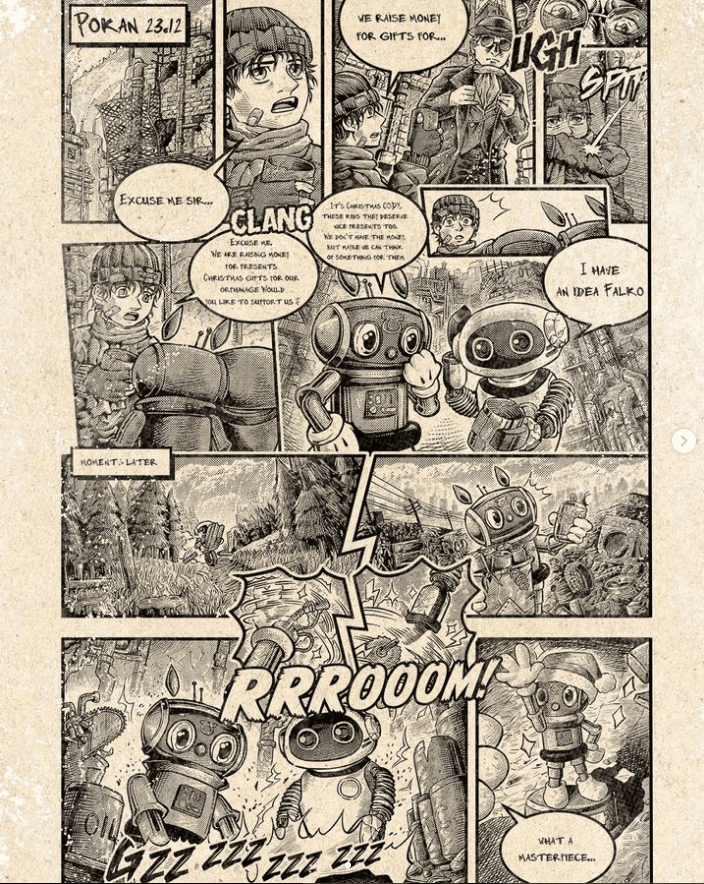 POKAN 23.12
EXCUSE ME SIR...
WE RAISE MONEY
FOR GIFTS FOR...
UGH
SPIT
CLANG
EXCUSE ME.
WE ARE RAISING MONEY
FOR PRESENTS
CHRISTMAS GIFTS FOR OUR
ORPHANAGE WOULD
YOU LIKE TO SUPPORT US?
IT'S CHRISTMAS CODY,
THESE KIDS THEY DESERVE
NICE PRESENTS TOO.
WE DON'T HAVE THE MONEY,
BUT MAYBE WE CAN THINK
OF SOMETHING FOR THEM
I HAVE
AN IDEA FALKO
MOMENTS LATER
RRROOOM!
OIL
GZZ ZZZ ZZZ ZZZ
WHAT A
MASTERPIECE...